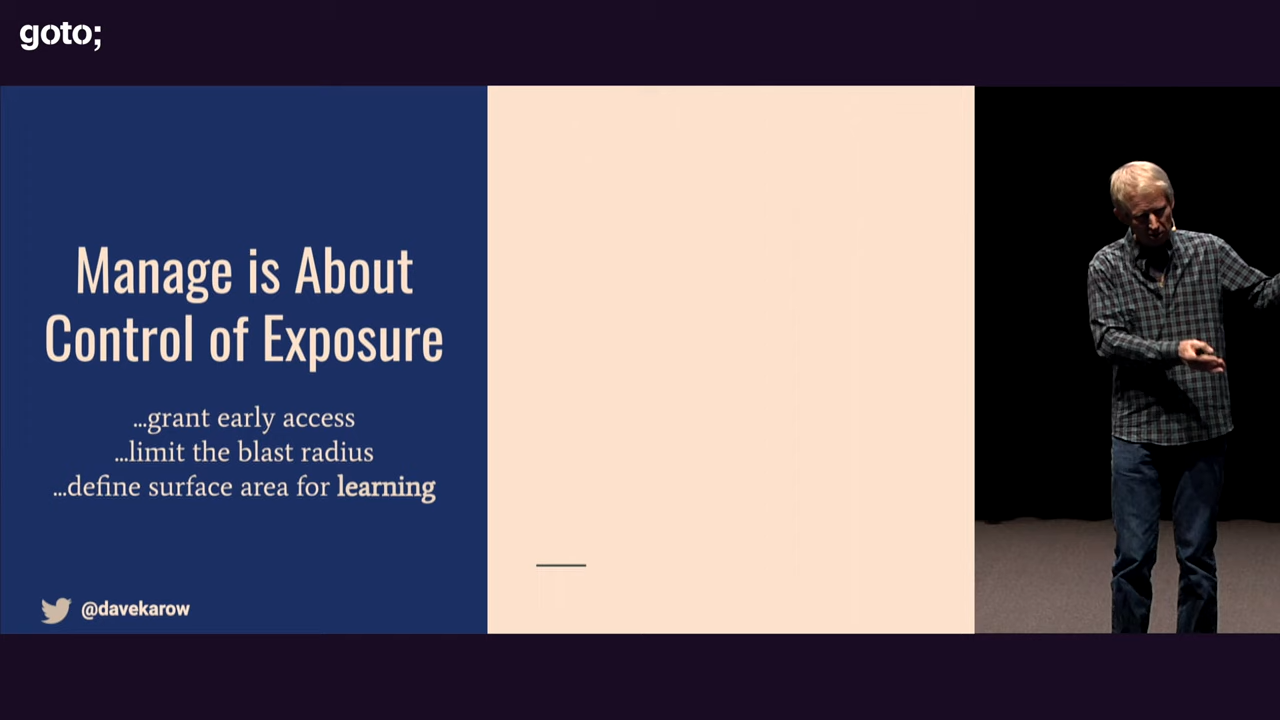 goto;
Manage is About
Control of Exposure
...grant early access
...limit the blast radius
...define surface area for learning
@davekarow